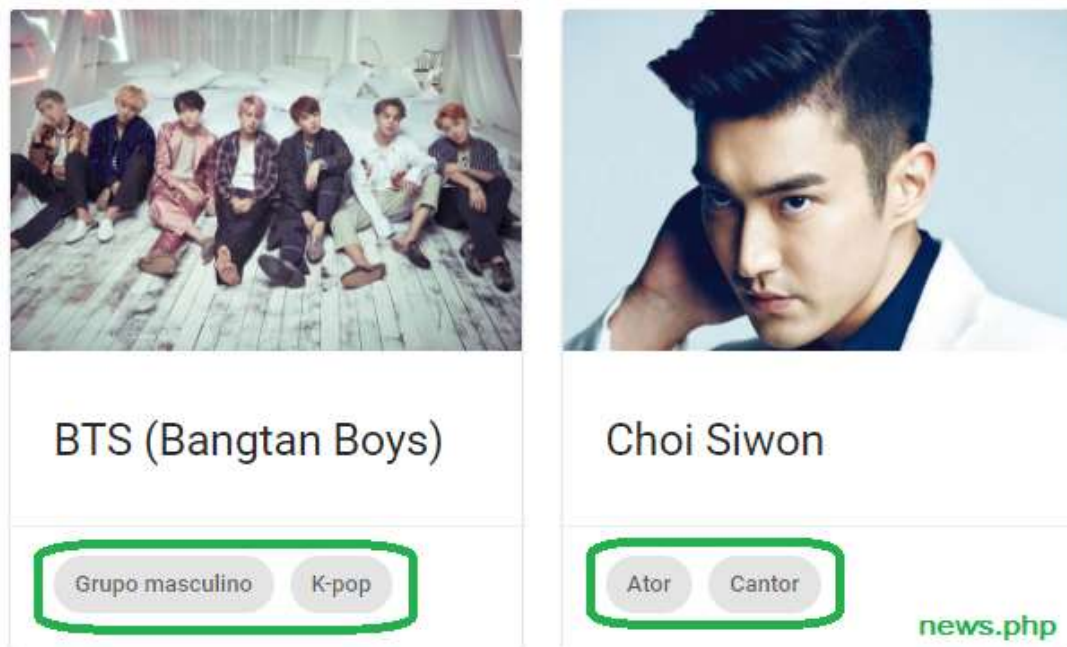 BTS (Bangtan Boys)
Choi Siwon
Grupo masculino
K-pop
Ator
Cantor
news.php